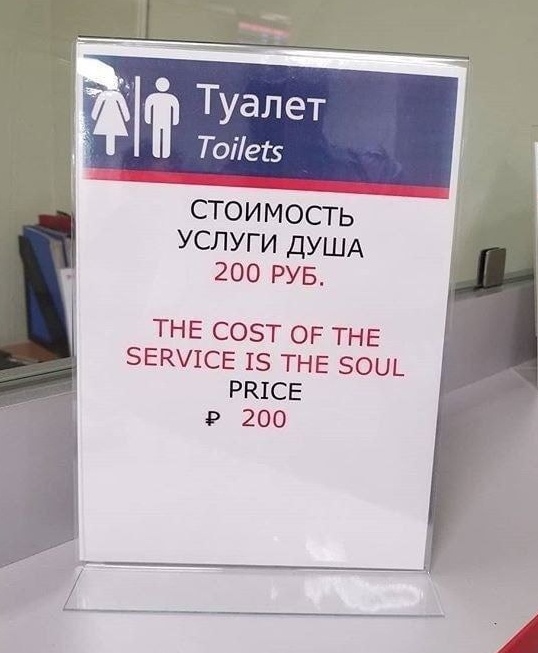 Туалет
Toilets
СТОИМОСТЬ
УСЛУГИ ДУША
200 РУБ.
THE COST OF THE
SERVICE IS THE SOUL
PRICE
₽ 200